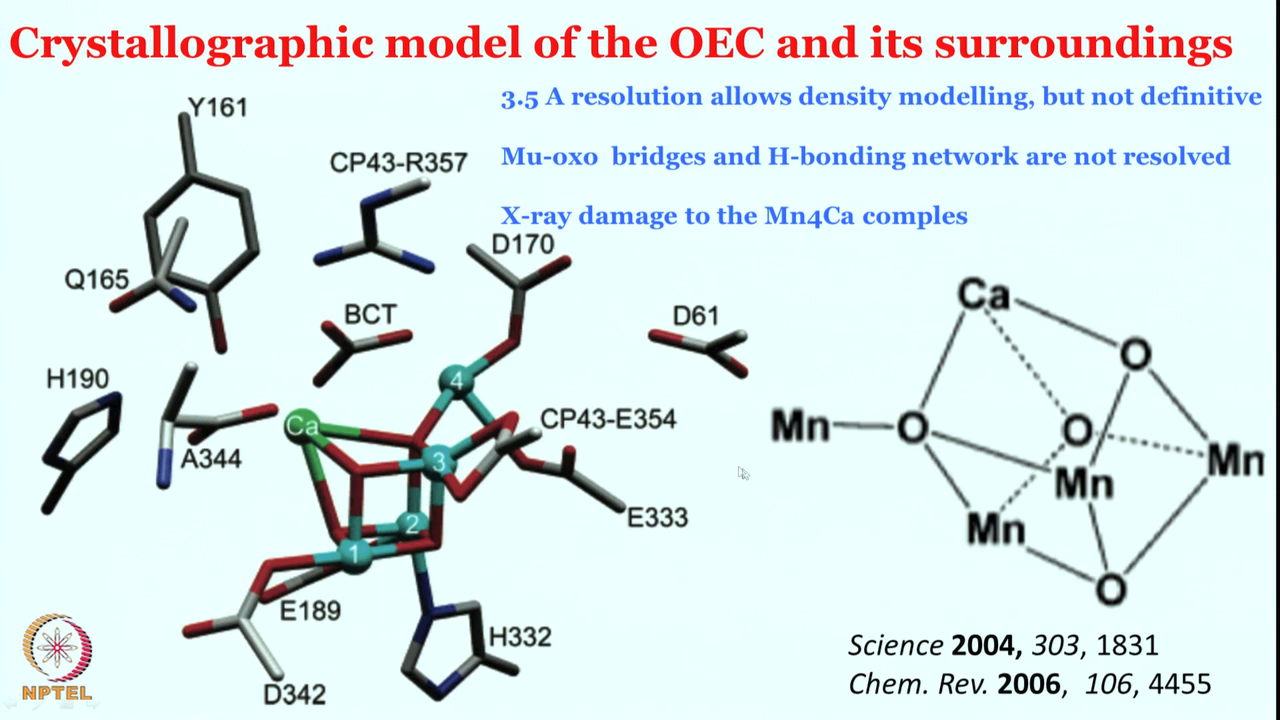 Crystallographic model of the OEC and its surroundings
3.5 A resolution allows density modelling, but not definitive
Mu-oxo bridges and H-bonding network are not resolved
X-ray damage to the Mn4Ca comples
Y161
CP43-R357
D170
Q165
BCT
D61
H190
A344
Ca
4
CP43-E354
3
2
1
E333
E189
H332
D342
Ca
O
Mn
O
O
Mn
Mn
Mn
O
Science 2004, 303, 1831
Chem. Rev. 2006, 106, 4455
NPTEL